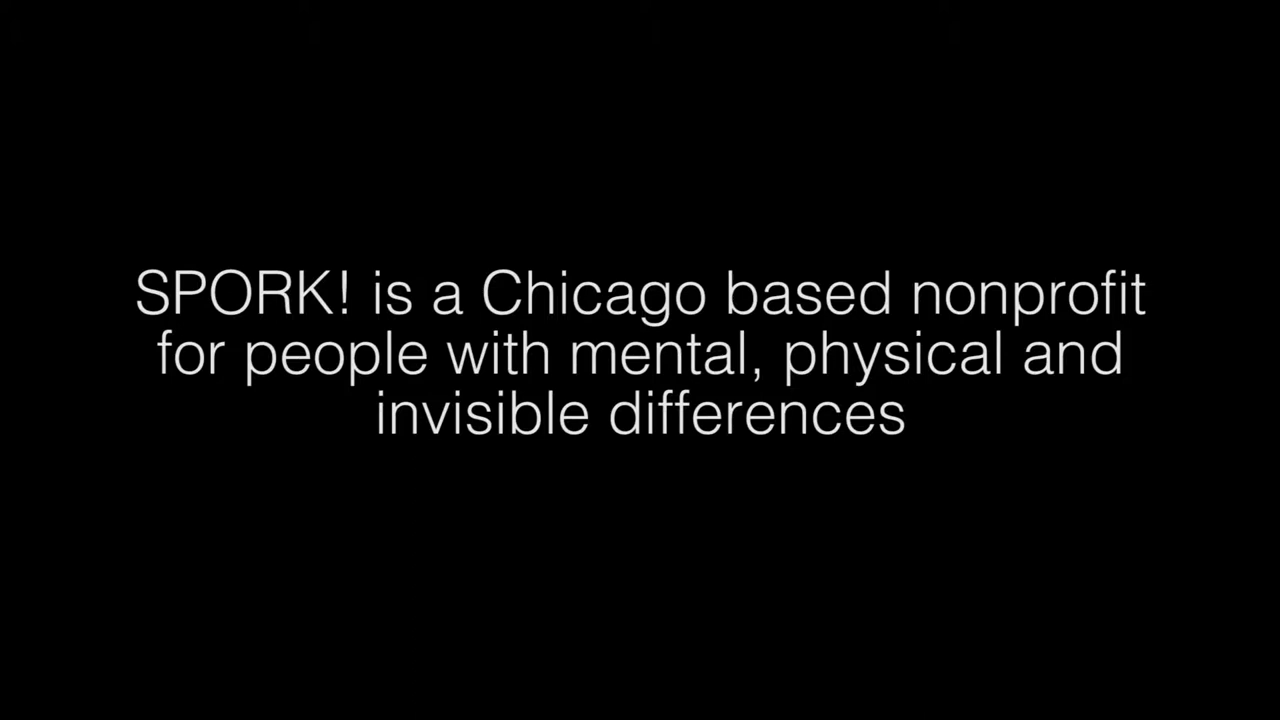 SPORK! is a Chicago based nonprofit
for people with mental, physical and
invisible differences